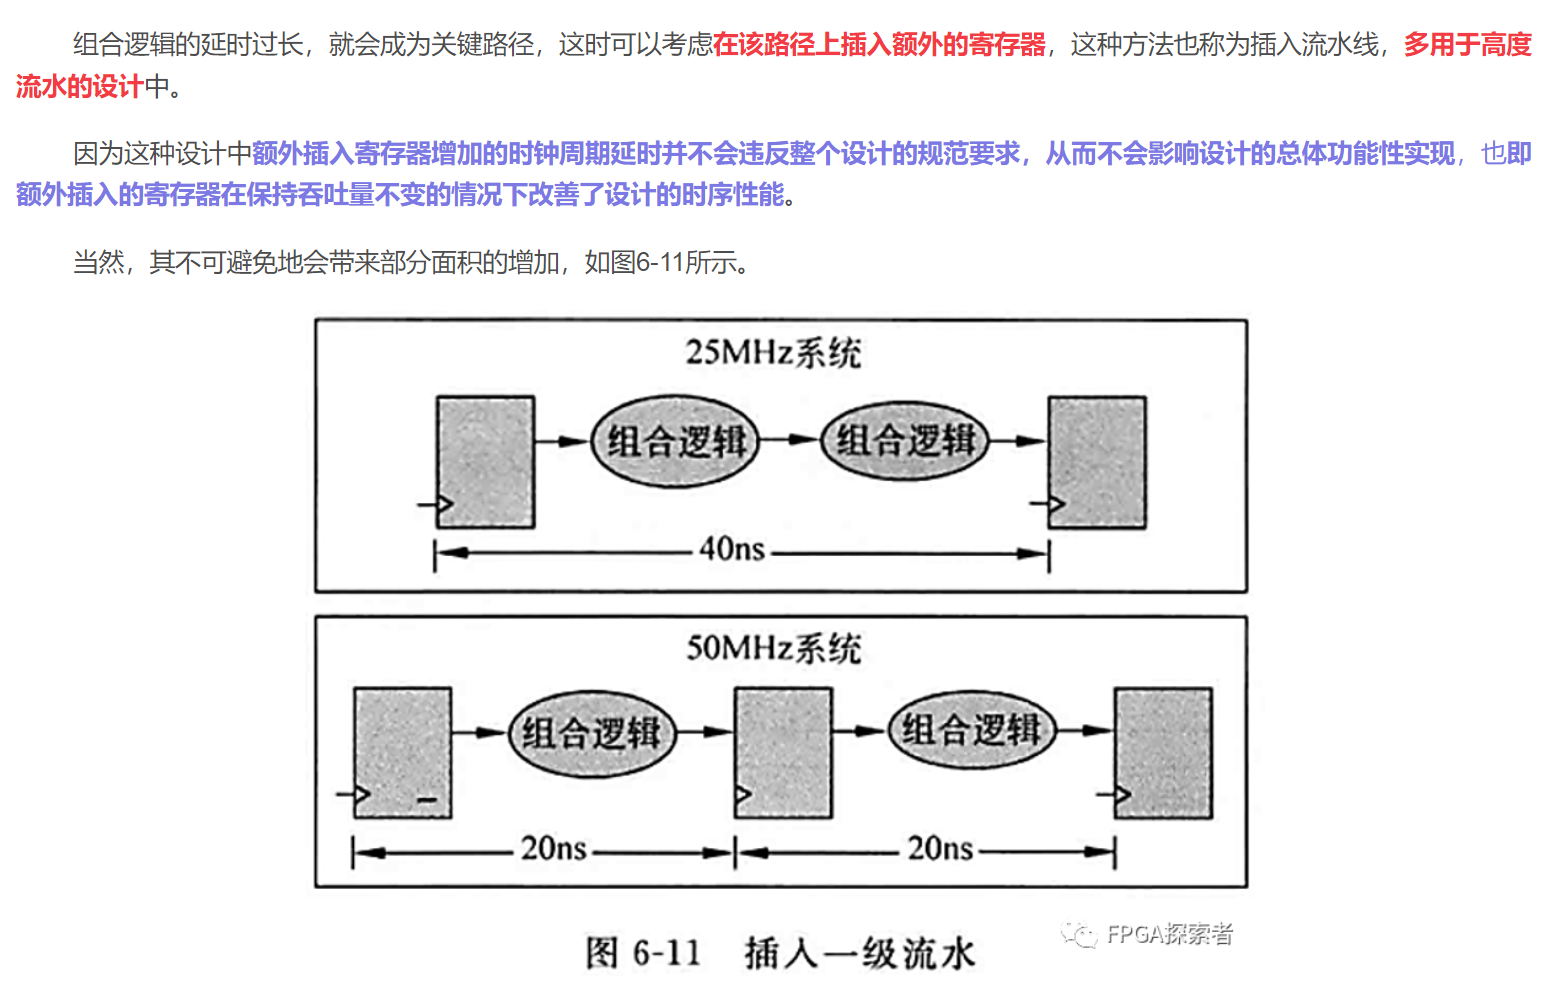 组合逻辑的延时过长，就会成为关键路径，这时可以考虑在该路径上插入额外的寄存器，这种方法也称为插入流水线，多用于高度
流水的设计中。
因为这种设计中额外插入寄存器增加的时钟周期延时并不会违反整个设计的规范要求，从而不会影响设计的总体功能性实现，也即
额外插入的寄存器在保持吞吐量不变的情况下改善了设计的时序性能。
当然，其不可避免地会带来部分面积的增加，如图6-11所示。
25MHz系统
组合逻辑
组合逻辑
40ns
50MHz系统
组合逻辑
组合逻辑
20ns
20ns
FPGA探索者
图 6-11 插入一级流水